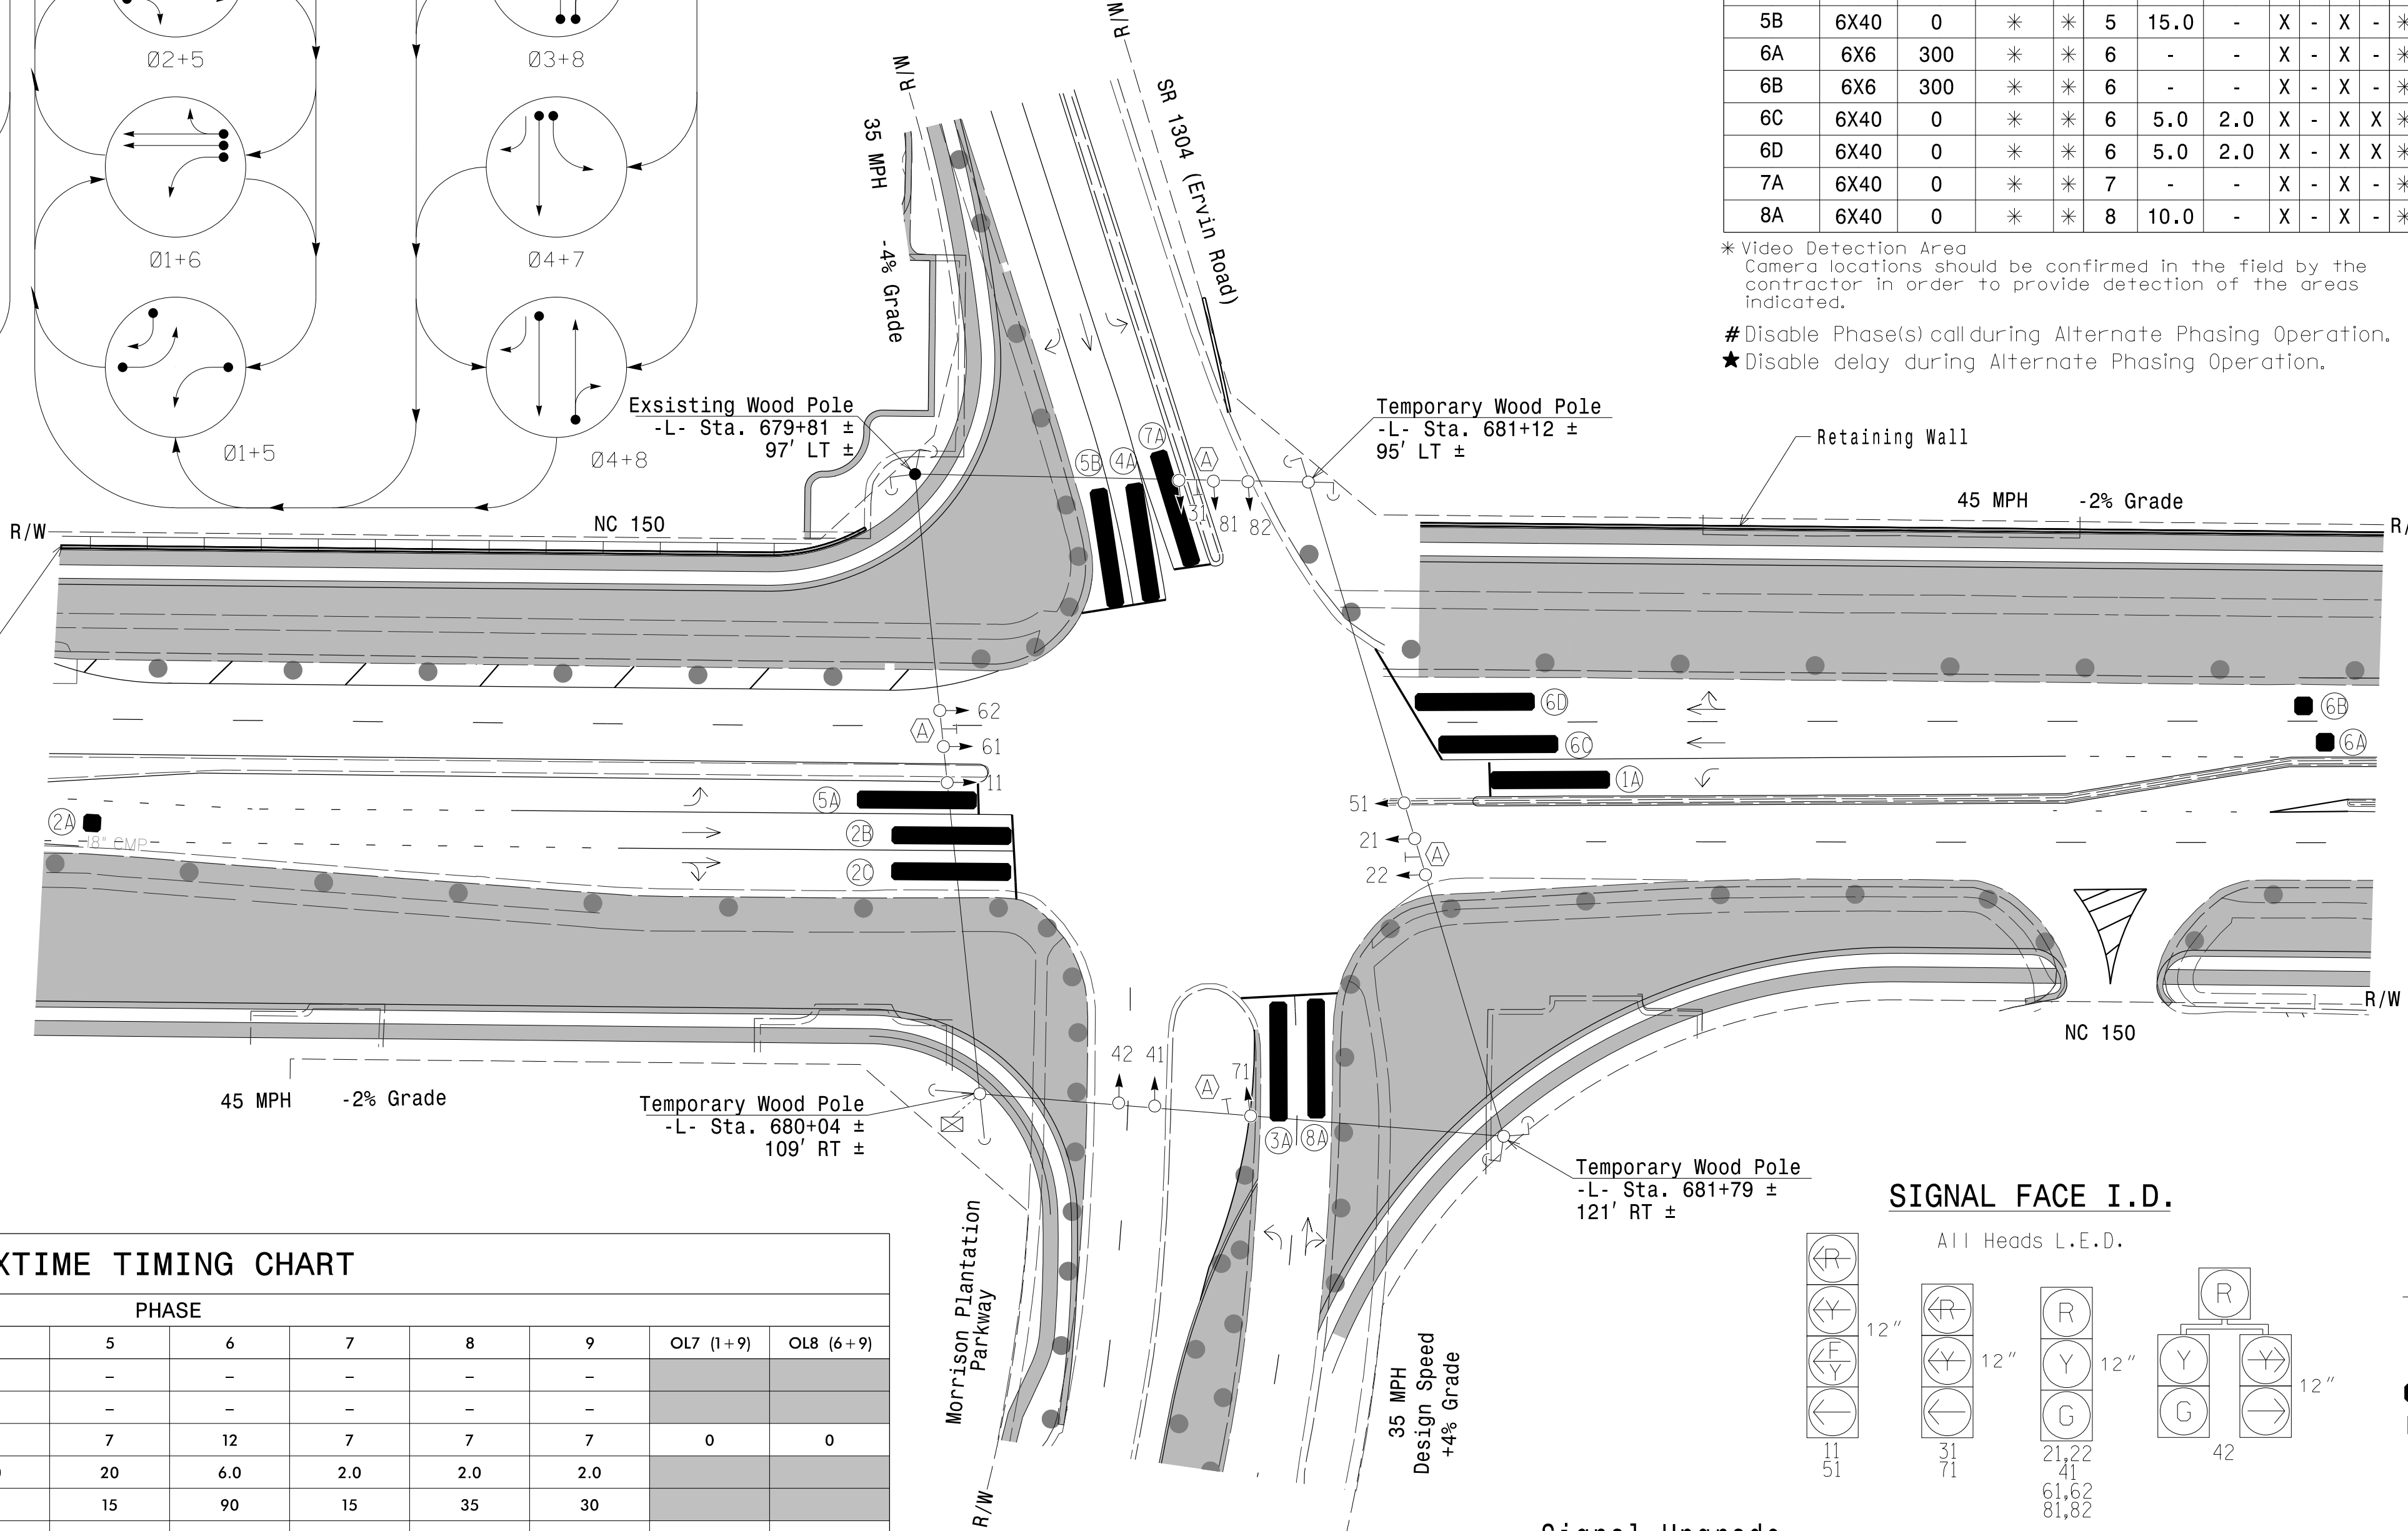 Ø2+5
Ø03+8
Ø1+6
Ø4+7
Ø1+5
Ø4+8
5B 6X40 0 * * 5 15.0 - X - X - *
6A 6X6 300 * * 6 - - X - X - *
6B 6X6 300 * * 6 - - X - X - *
6C 6X40 0 * * 6 5.0 2.0 X - X X *
6D 6X40 0 * * 6 5.0 2.0 X - X X *
7A 6X40 0 * * 7 - - X - X - *
8A 6X40 0 * * 8 10.0 - X - X - *
* Video Detection Area
Camera locations should be confirmed in the field by the
contractor in order to provide detection of the areas
indicated.
# Disable Phase(s) call during Alternate Phasing Operation.
★ Disable delay during Alternate Phasing Operation.
R/W
R/W
SR 1304 (Ervin Road)
35 MPH -4% Grade
Exsisting Wood Pole
-L- Sta. 679+81 ±
97' LT ±
Temporary Wood Pole
-L- Sta. 681+12 ±
95' LT ±
Retaining Wall
45 MPH -2% Grade
R/W
NC 150
R/
5B
4A
7A
A
31
81
82
62
A
61
11
5A
2A
18" CMP
2B
2C
6D
6C
1A
6B
6A
51
21
A
22
R/W
NC 150
45 MPH -2% Grade
42
41
A
71
3A
8A
Temporary Wood Pole
-L- Sta. 680+04 ±
109' RT ±
Temporary Wood Pole
-L- Sta. 681+79 ±
121' RT ±
Morrison Plantation
Parkway
R/W
35 MPH
Design Speed
+4% Grade
XTIME TIMING CHART
PHASE
5 6 7 8 9 OL7 (1+9) OL8 (6+9)
- - - - -
- - - - -
7 12 7 7 7 0 0
20 6.0 2.0 2.0 2.0
15 90 15 35 30
SIGNAL FACE I.D.
All Heads L.E.D.
R
Y
F
Y
12"
11
51
R
Y
12"
31
71
R
Y
G
12"
21,22
41
61,62
81,82
R
Y Y
G
12"
42
Signal Upgrade